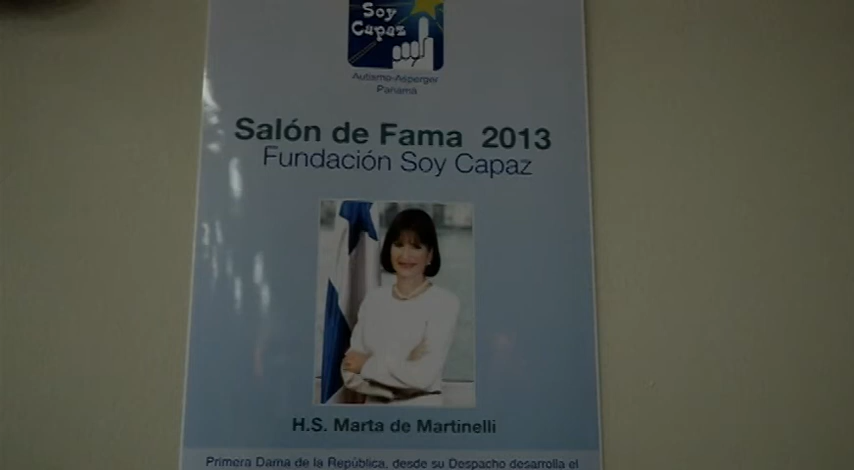 Soy
Capaz
Autismo-Asperger
Panamá
Salón de Fama 2013
Fundación Soy Capaz
H.S. Marta de Martinelli
Primera Dama de la República, desde su Despacho desarrolla el